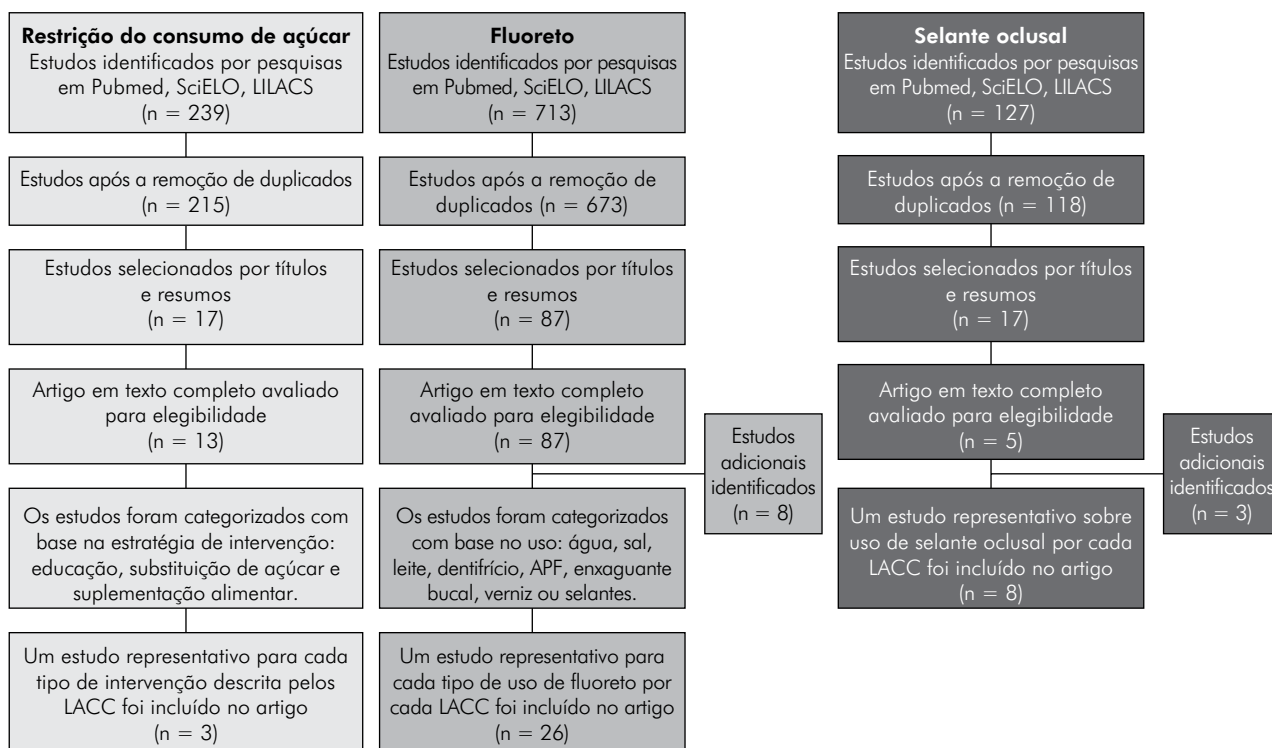 Restrição do consumo de açúcar
Estudos identificados por pesquisas
em Pubmed, SciELO, LILACS
(n = 239)
Estudos após a remoção de duplicados
(n = 215)
Estudos selecionados por títulos
e resumos
(n = 17)
Artigo em texto completo avaliado
para elegibilidade
(n = 13)
Os estudos foram categorizados com
base na estratégia de intervenção:
educação, substituição de açúcar e
suplementação alimentar.
Um estudo representativo para cada
tipo de intervenção descrita pelos
LACC foi incluído no artigo
(n = 3)
Fluoreto
Estudos identificados por pesquisas
em Pubmed, SciELO, LILACS
(n = 713)
Estudos após a remoção de
duplicados (n = 673)
Estudos selecionados por títulos
e resumos
(n = 87)
Artigo em texto completo
avaliado para elegibilidade
(n = 87)
Estudos
adicionais
identificados
(n = 8)
Os estudos foram categorizados
com base no uso: água, sal,
leite, dentifrício, APF, enxaguante
bucal, verniz ou selantes.
Um estudo representativo para
cada tipo de uso de fluoreto por
cada LACC foi incluído no artigo
(n = 26)
Selante oclusal
Estudos identificados por pesquisas
em Pubmed, SciELO, LILACS
(n = 127)
Estudos após a remoção de
duplicados (n = 118)
Estudos selecionados por títulos
e resumos
(n = 17)
Artigo em texto completo
avaliado para elegibilidade
(n = 5)
Estudos
adicionais
identificados
(n = 3)
Um estudo representativo sobre
uso de selante oclusal por cada
LACC foi incluído no artigo
(n = 8)